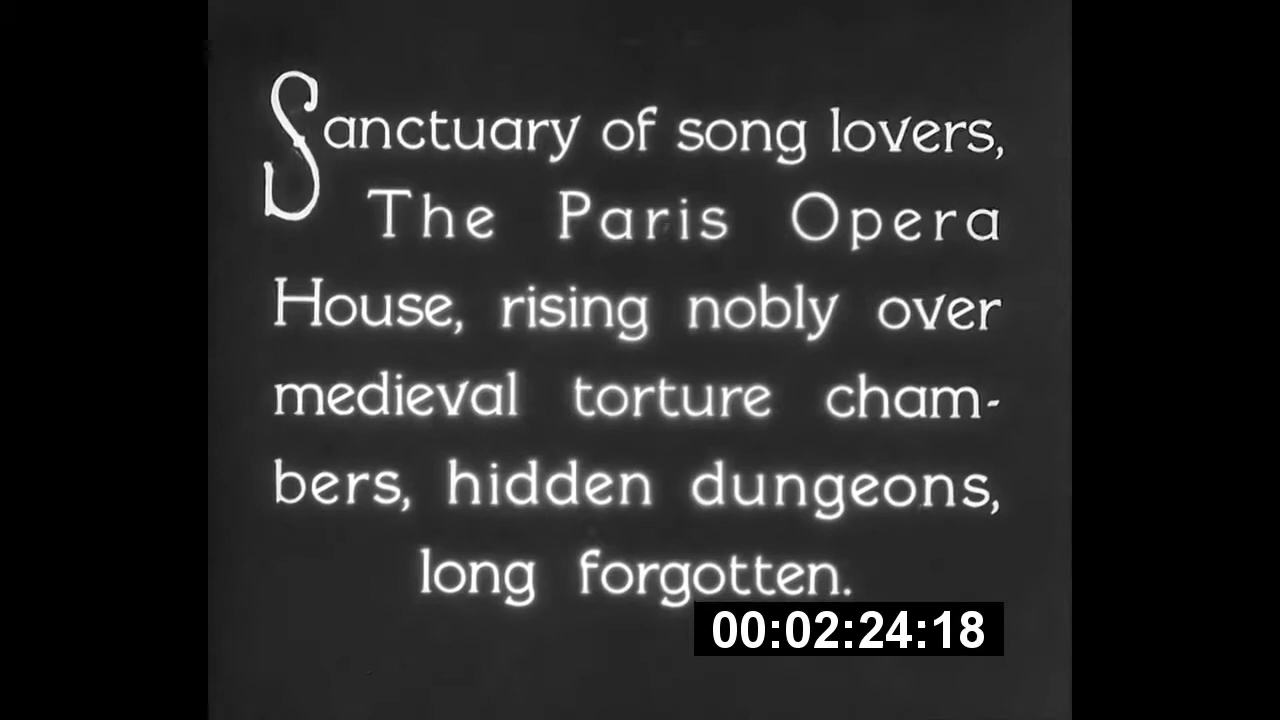 Sanctuary of song lovers,
The Paris Opera
House, rising nobly over
medieval torture cham-
bers, hidden dungeons,
long forgotten.
00:02:24:18